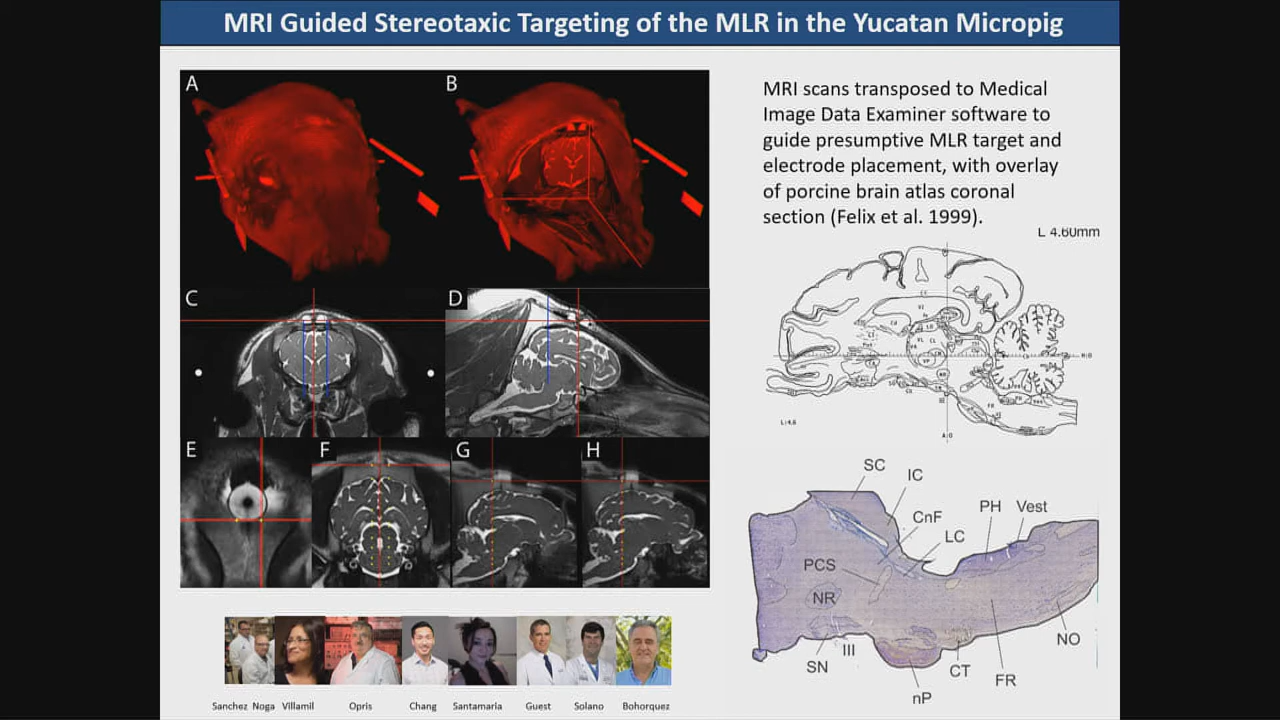 MRI Guided Stereotaxic Targeting of the MLR in the Yucatan Micropig
A
B
C
D
E
F
G
H
MRI scans transposed to Medical
Image Data Examiner software to
guide presumptive MLR target and
electrode placement, with overlay
of porcine brain atlas coronal
section (Felix et al. 1999).
L 4.60mm
SC
IC
CnF
LC
PH
Vest
PCS
NR
SN
III
nP
CT
FR
NO
Sanchez Noga Villamil Opris Chang Santamaria Guest Solano Bohorquez